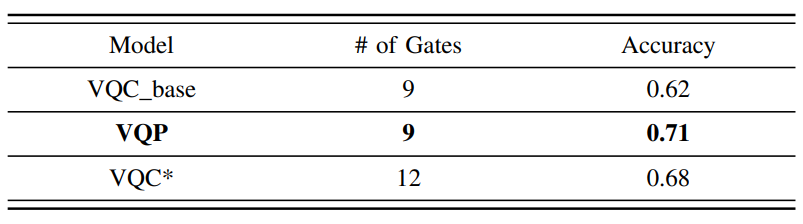 Model # of Gates Accuracy
VQC_base 9 0.62
VQP 9 0.71
VQC* 12 0.68